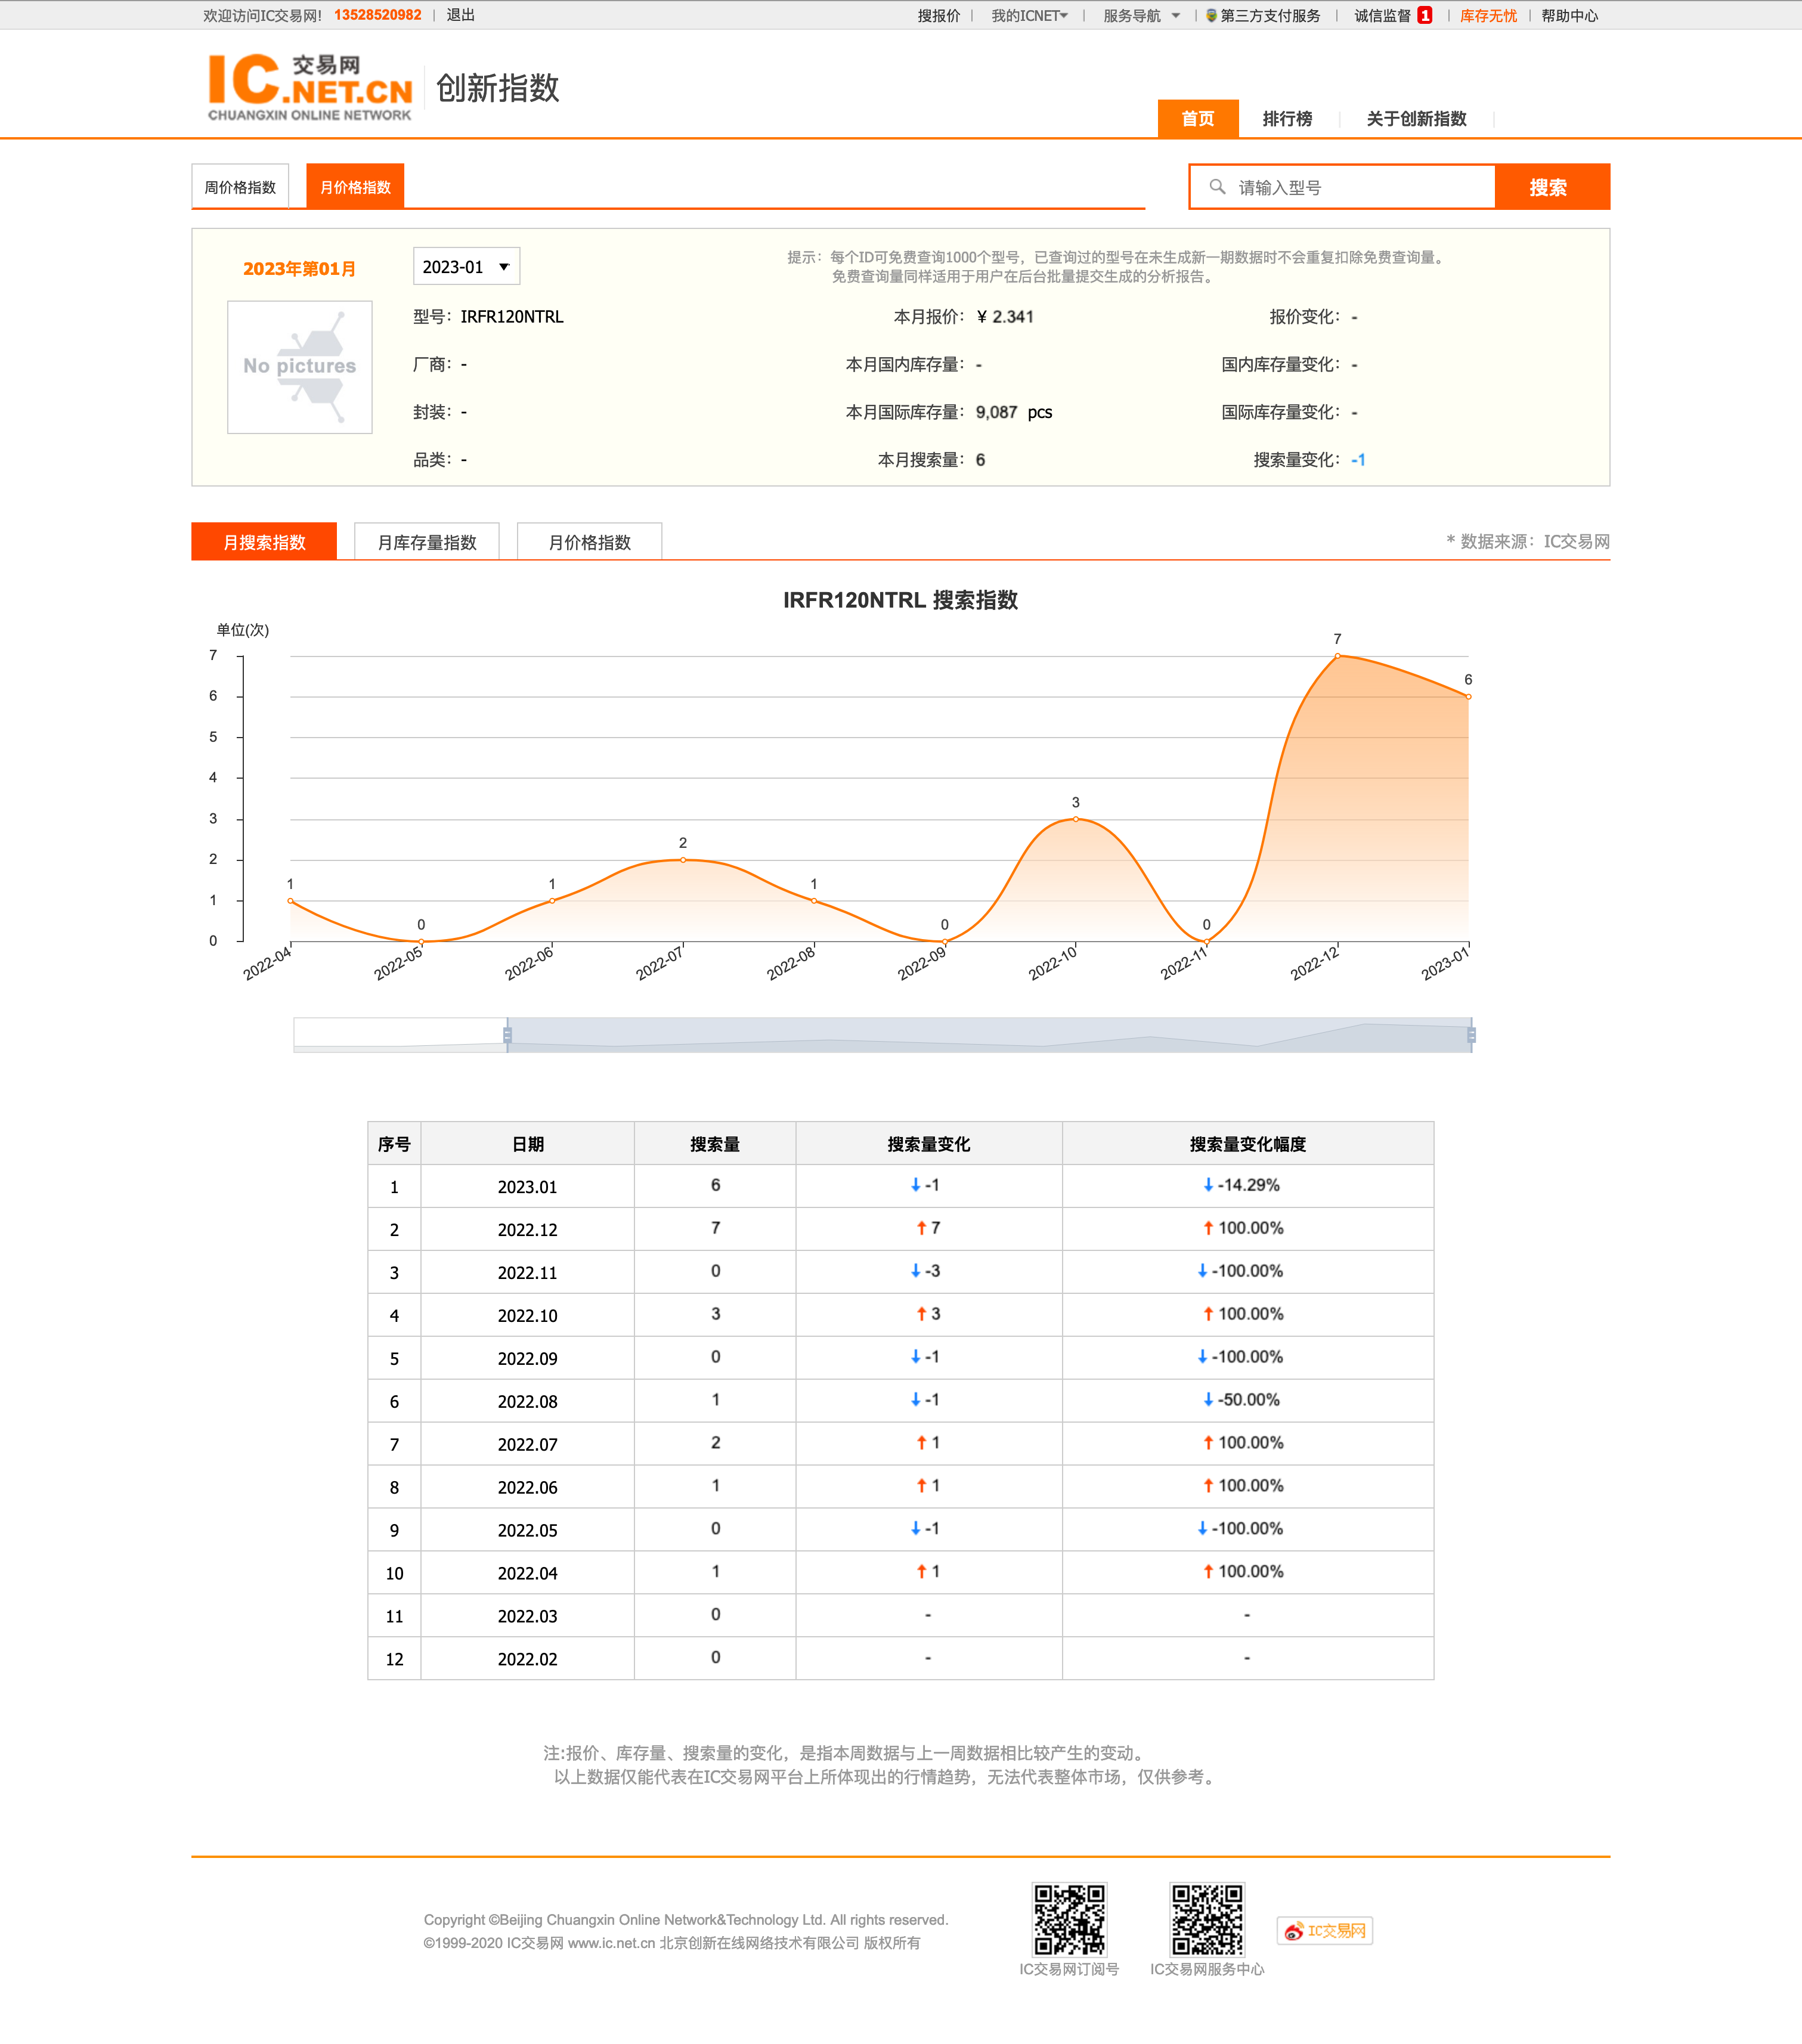 欢迎访问IC交易网! 13528520982 | 退出
搜报价 | 我的ICNET | 服务导航 | 第三方支付服务 | 诚信监督 1 | 库存无忧 | 帮助中心
IC.NET.CN 交易网
CHUANGXIN ONLINE NETWORK
创新指数
首页 排行榜 关于创新指数
周价格指数 月价格指数
请输入型号 搜索
2023年第01月 2023-01
提示：每个ID可免费查询1000个型号，已查询过的型号在未生成新一期数据时不会重复扣除免费查询量。
免费查询量同样适用于用户在后台批量提交生成的分析报告。
No pictures
型号：IRFR120NTRL 本月报价：¥ 2.341 报价变化：-
厂商：- 本月国内库存量：- 国内库存量变化：-
封装：- 本月国际库存量：9,087 pcs 国际库存量变化：-
品类：- 本月搜索量：6 搜索量变化：-1
月搜索指数 月库存量指数 月价格指数 * 数据来源：IC交易网
IRFR120NTRL 搜索指数
单位(次)
7
6
5
4
3
2
1
0
1 0 1 2 1 0 3 0 7 6
2022-04 2022-05 2022-06 2022-07 2022-08 2022-09 2022-10 2022-11 2022-12 2023-01
序号 日期 搜索量 搜索量变化 搜索量变化幅度
1 2023.01 6 ↓-1 ↓-14.29%
2 2022.12 7 ↑7 ↑100.00%
3 2022.11 0 ↓-3 ↓-100.00%
4 2022.10 3 ↑3 ↑100.00%
5 2022.09 0 ↓-1 ↓-100.00%
6 2022.08 1 ↓-1 ↓-50.00%
7 2022.07 2 ↑1 ↑100.00%
8 2022.06 1 ↑1 ↑100.00%
9 2022.05 0 ↓-1 ↓-100.00%
10 2022.04 1 ↑1 ↑100.00%
11 2022.03 0 - -
12 2022.02 0 - -
注:报价、库存量、搜索量的变化，是指本周数据与上一周数据相比较产生的变动。
以上数据仅能代表在IC交易网平台上所体现出的行情趋势，无法代表整体市场，仅供参考。
Copyright ©Beijing Chuangxin Online Network&Technology Ltd. All rights reserved.
©1999-2020 IC交易网 www.ic.net.cn 北京创新在线网络技术有限公司 版权所有
IC交易网订阅号 IC交易网服务中心
IC交易网